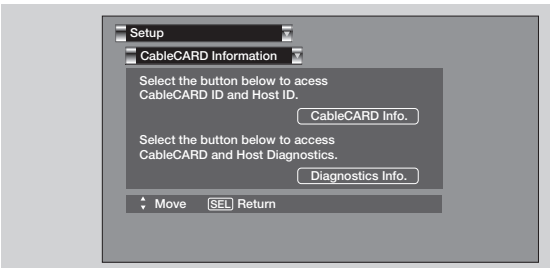 Setup
CableCARD Information
Select the button below to acess
CableCARD ID and Host ID.
CableCARD Info.
Select the button below to access
CableCARD and Host Diagnostics.
Diagnostics Info.
Move SEL Return